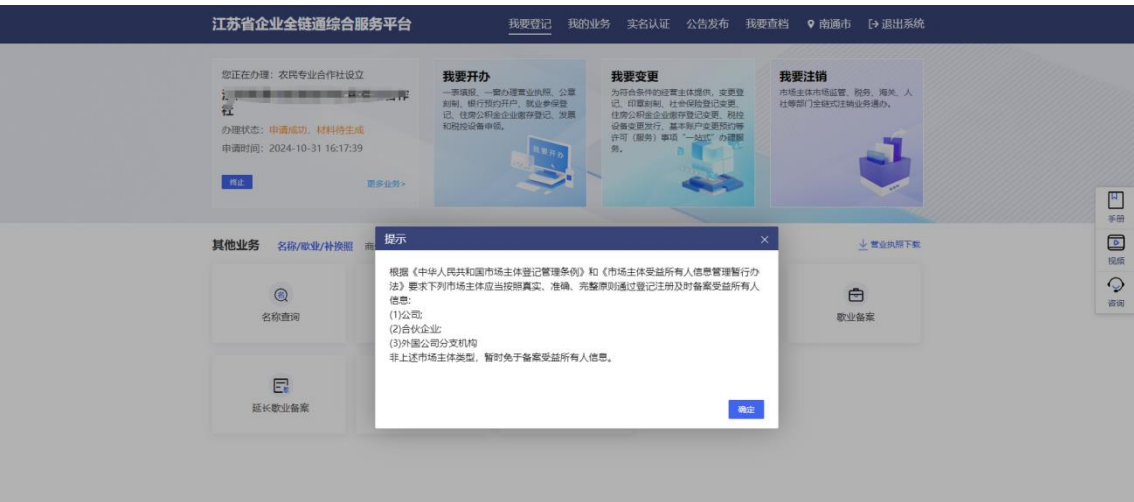 江苏省企业全链通综合服务平台
我要登记 我的业务 实名认证 公告发布 我要查档 南通市 退出系统
您正在办理：农民专业合作社设立
社
办理状态：申请成功，材料待生成
申请时间：2024-10-31 16:17:39
终止 更多业务»
我要开办
一表填报、一窗办理营业执照、公章
刻制、银行预约开户、就业参保登
记、住房公积金企业缴存登记、发票
和税控设备申领。
我要开办
我要变更
为符合条件的经营主体提供，变更登
记、印章刻制、社会保险登记变更、
住房公积金企业缴存登记变更、税控
设备变更发行、基本账户变更预约等
许可（服务）事项“一站式”办理服
务。
我要注销
市场主体市场监管、税务、海关、人
社等部门全链式注销业务通办。
手册
视频
咨询
其他业务 名称/歇业/补换照 商
营业执照下载
名称查询
歇业备案
延长歇业备案
提示
根据《中华人民共和国市场主体登记管理条例》和《市场主体受益所有人信息管理暂行办
法》要求下列市场主体应当按照真实、准确、完整原则通过登记注册及时备案受益所有人
信息:
(1)公司;
(2)合伙企业;
(3)外国公司分支机构
非上述市场主体类型，暂时免于备案受益所有人信息。
确定